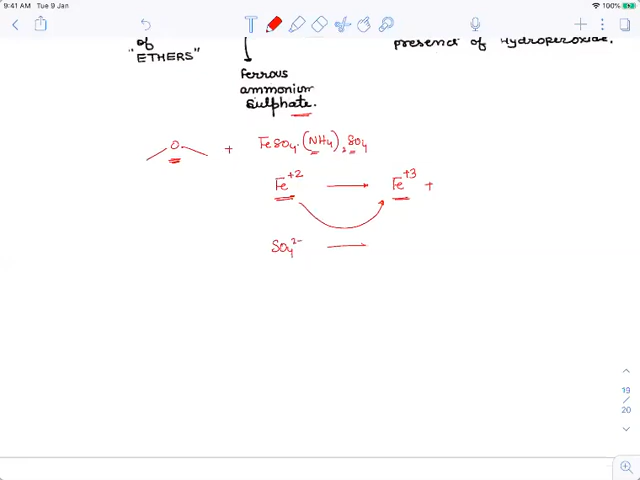 9:41 AM Tue 9 Jan
100%
of
"ETHERS"
presence of Hydroperoxide.
Ferrous
ammonium
Sulphate.
O + FeSO4.(NH4)2SO4
Fe+2 → Fe+3 +
SO4 2− →
19
/
20